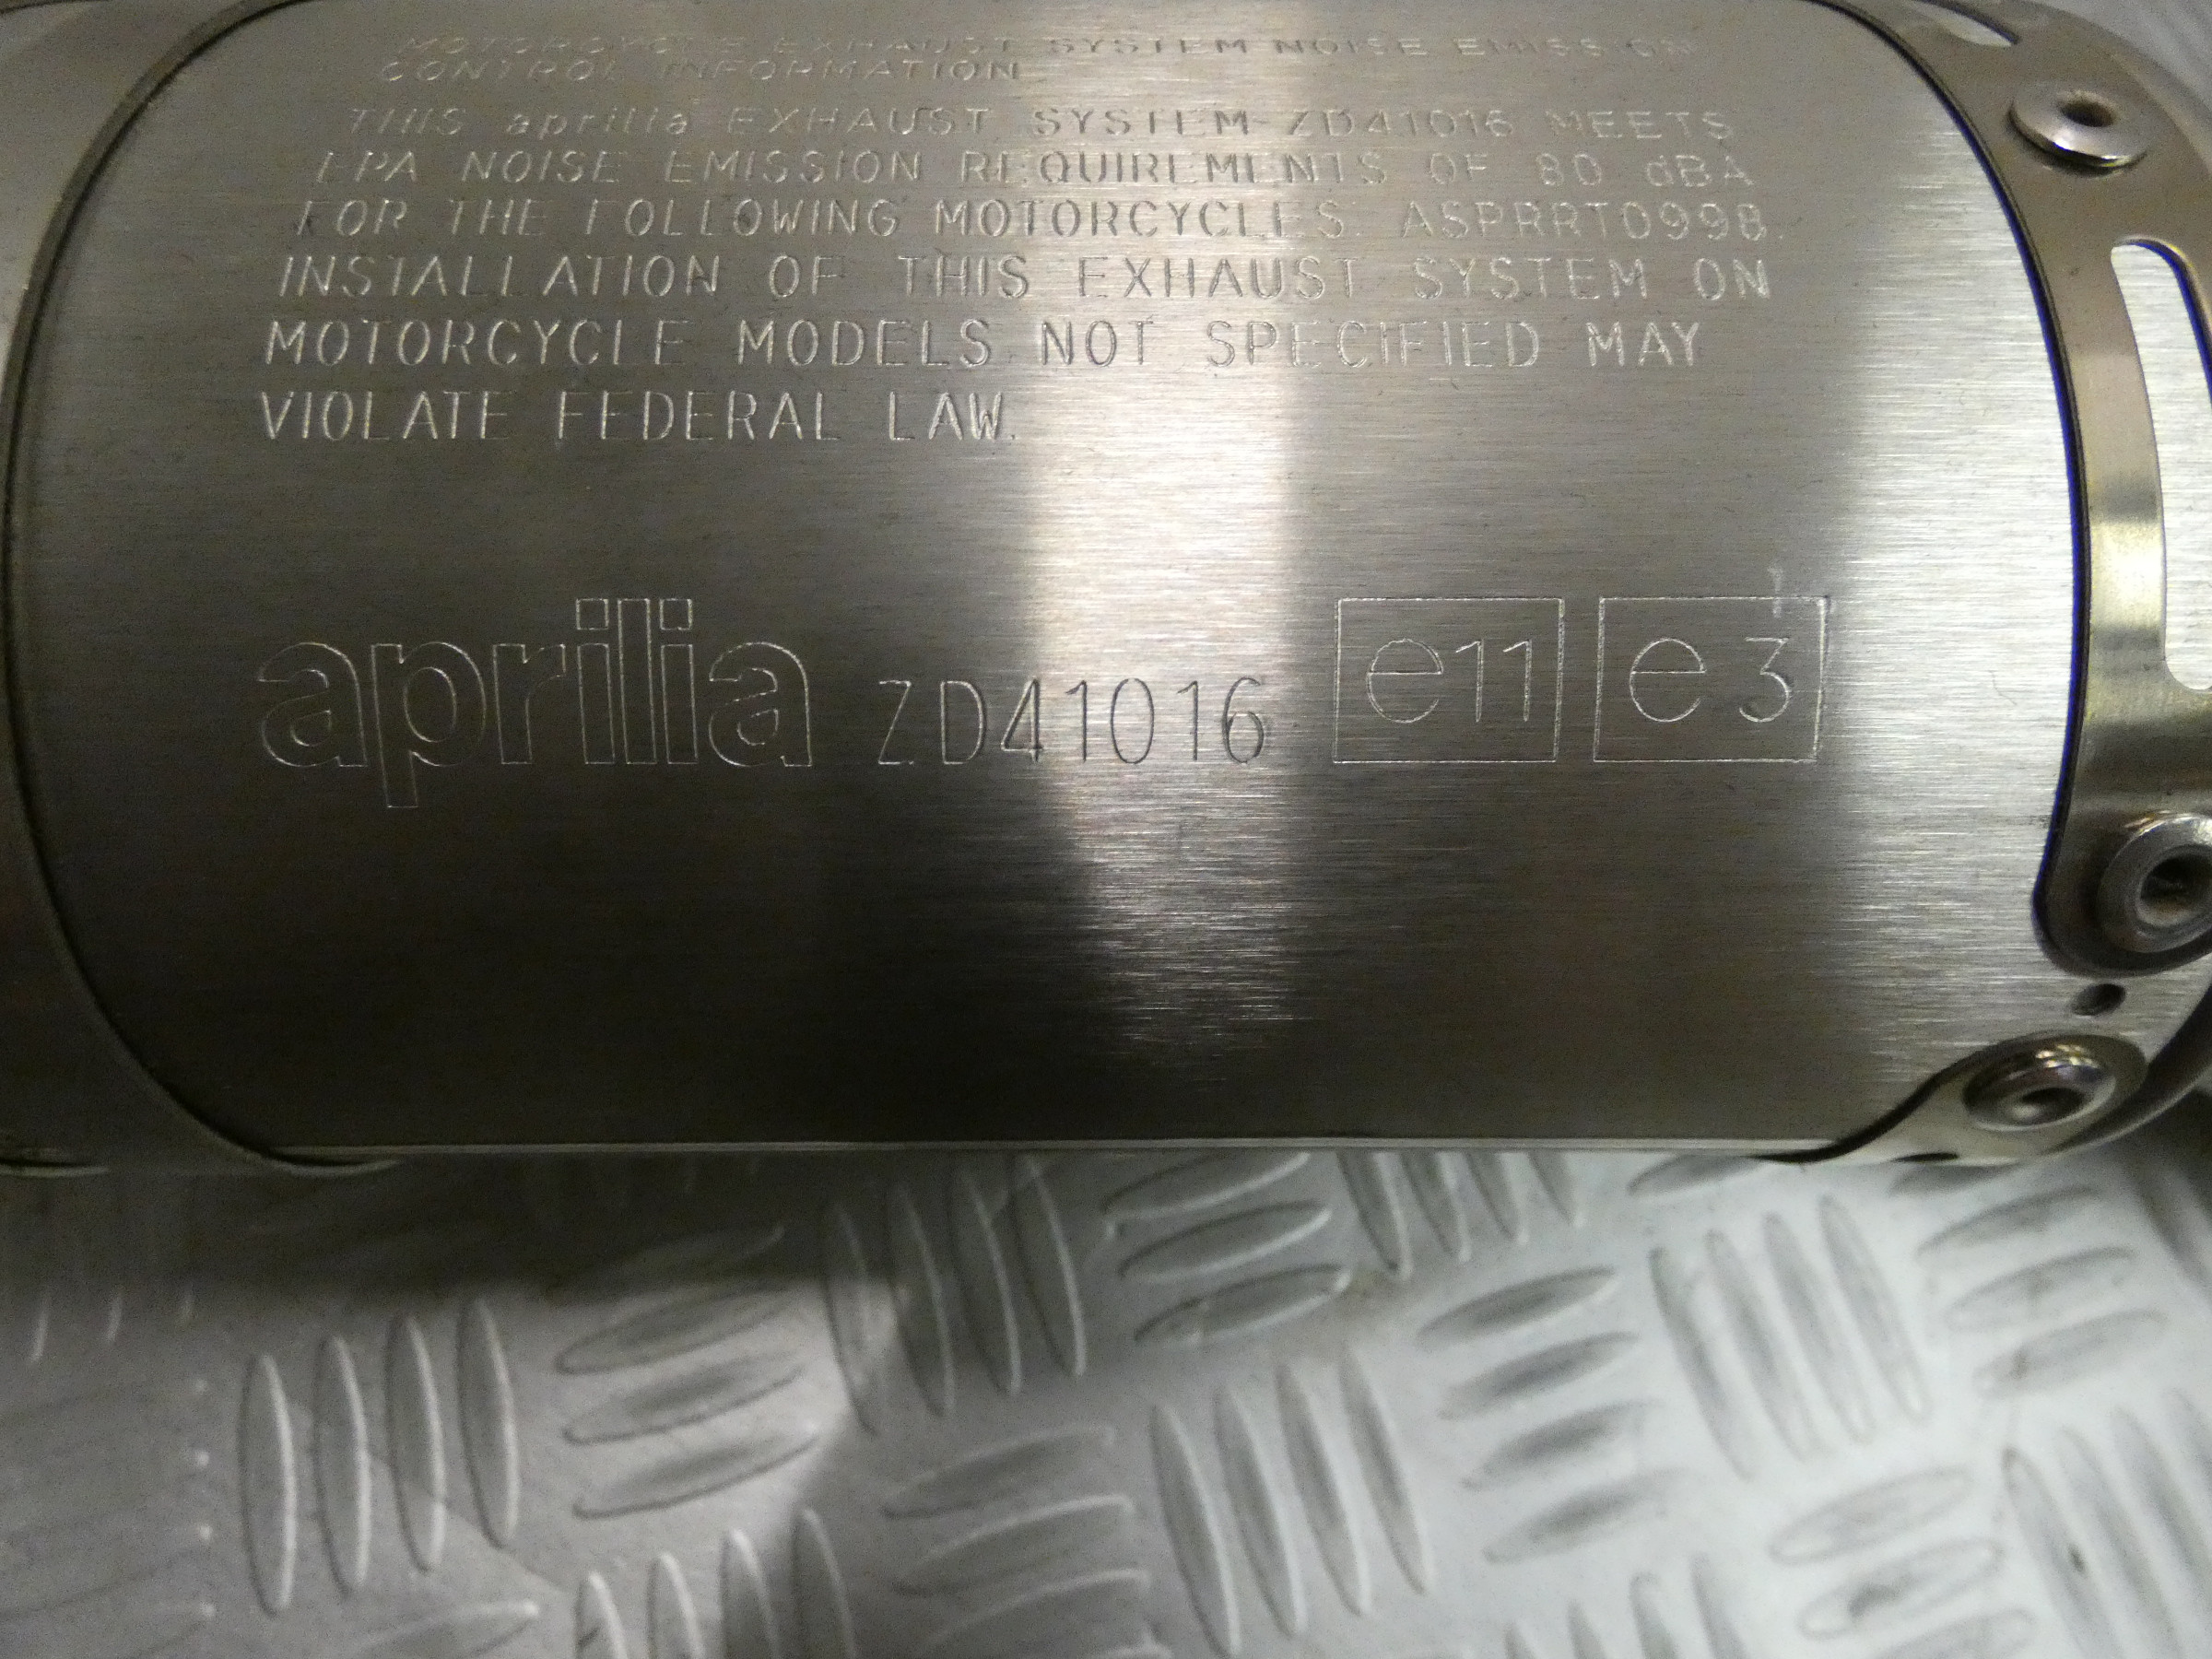 MOTORCYCLE EXHAUST SYSTEM NOISE EMISSION
CONTROL INFORMATION
THIS aprilia EXHAUST SYSTEM ZD41016 MEETS
EPA NOISE EMISSION REQUIREMENTS OF 80 dBA
FOR THE FOLLOWING MOTORCYCLES: ASPRRT0998.
INSTALLATION OF THIS EXHAUST SYSTEM ON
MOTORCYCLE MODELS NOT SPECIFIED MAY
VIOLATE FEDERAL LAW.
aprilia ZD41016 e11 e3